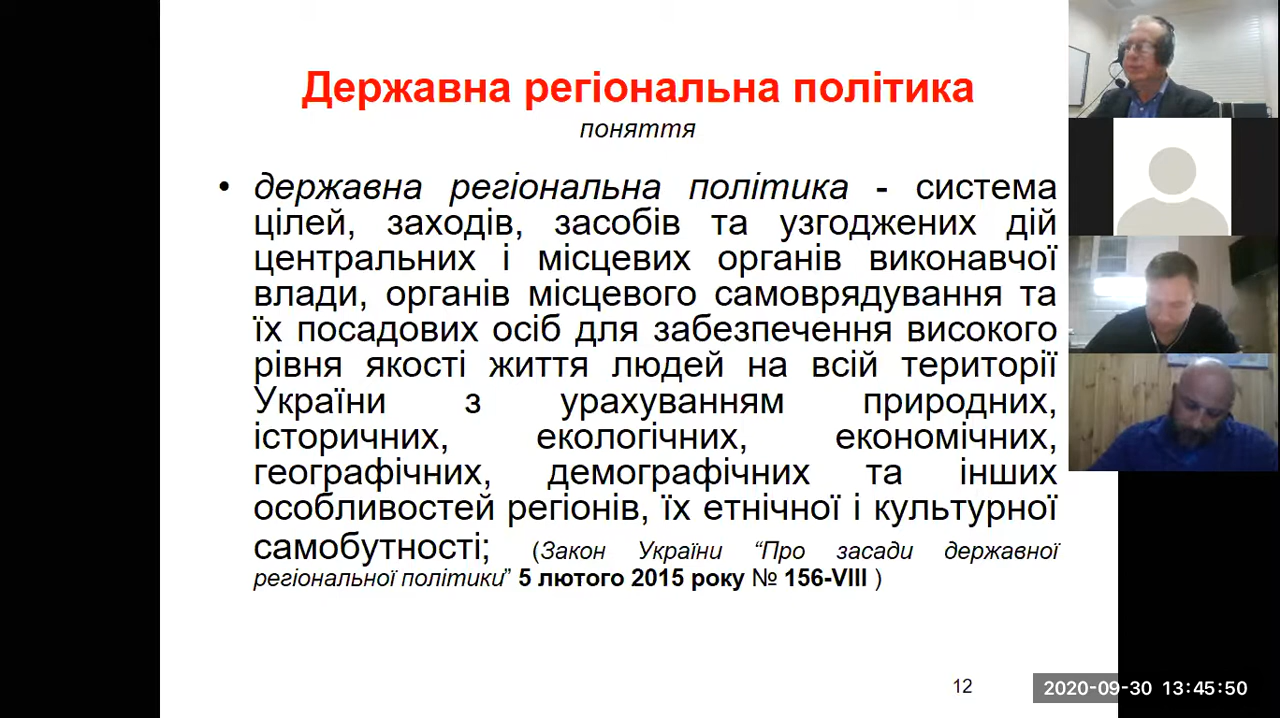 Державна регіональна політика
поняття
• державна регіональна політика - система
цілей, заходів, засобів та узгоджених дій
центральних і місцевих органів виконавчої
влади, органів місцевого самоврядування та
їх посадових осіб для забезпечення високого
рівня якості життя людей на всій території
України з урахуванням природних,
історичних, екологічних, економічних,
географічних, демографічних та інших
особливостей регіонів, їх етнічної і культурної
самобутності; (Закон України “Про засади державної
регіональної політики” 5 лютого 2015 року № 156-VIII )
12
2020-09-30 13:45:50